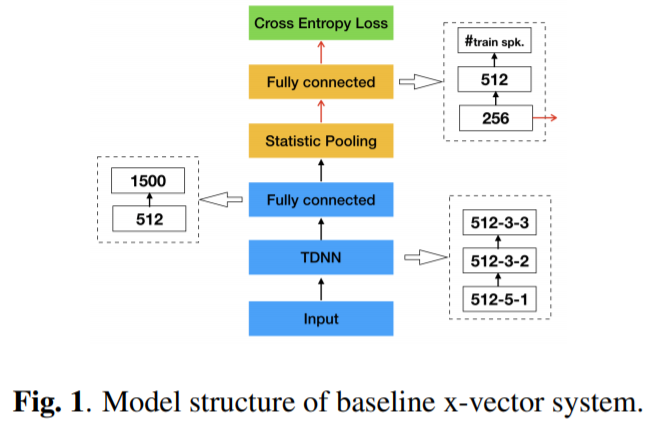 Cross Entropy Loss
Fully connected
Statistic Pooling
Fully connected
TDNN
Input
#train spk.
512
256
1500
512
512-3-3
512-3-2
512-5-1
Fig. 1. Model structure of baseline x-vector system.